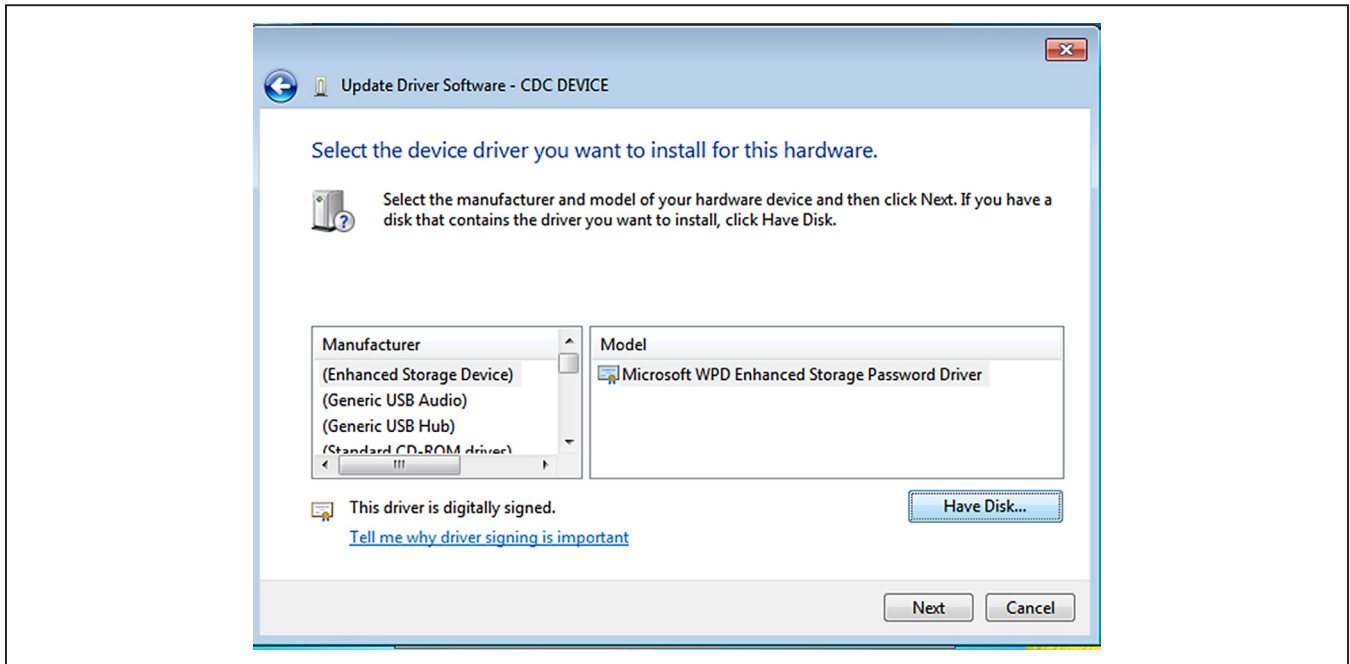 Update Driver Software - CDC DEVICE
Select the device driver you want to install for this hardware.
Select the manufacturer and model of your hardware device and then click Next. If you have a
disk that contains the driver you want to install, click Have Disk.
Manufacturer
Model
(Enhanced Storage Device)
Microsoft WPD Enhanced Storage Password Driver
(Generic USB Audio)
(Generic USB Hub)
(Standard CD-ROM drives)
This driver is digitally signed.
Have Disk...
Tell me why driver signing is important
Next
Cancel